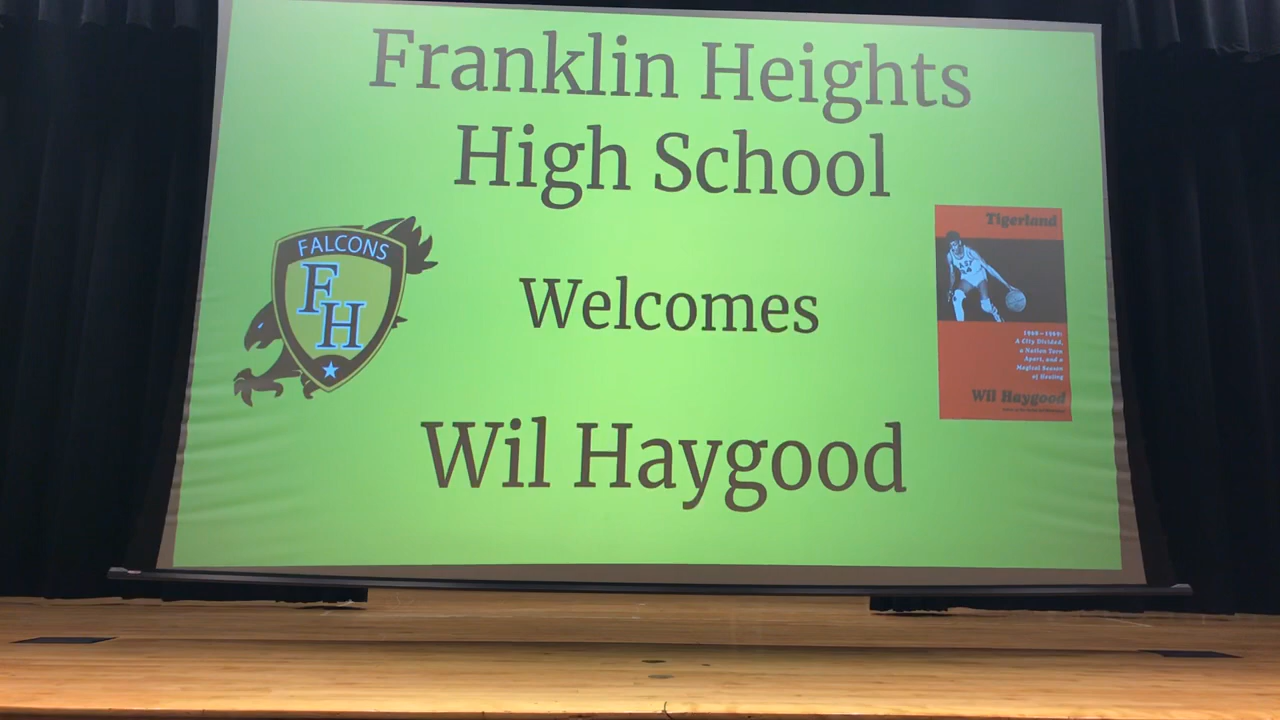 Franklin Heights
High School
FALCONS
FH
Welcomes
Wil Haygood
Tigerland
1968–1969:
A City Divided,
a Nation Torn
Apart, and a
Magical Season
of Healing
Wil Haygood